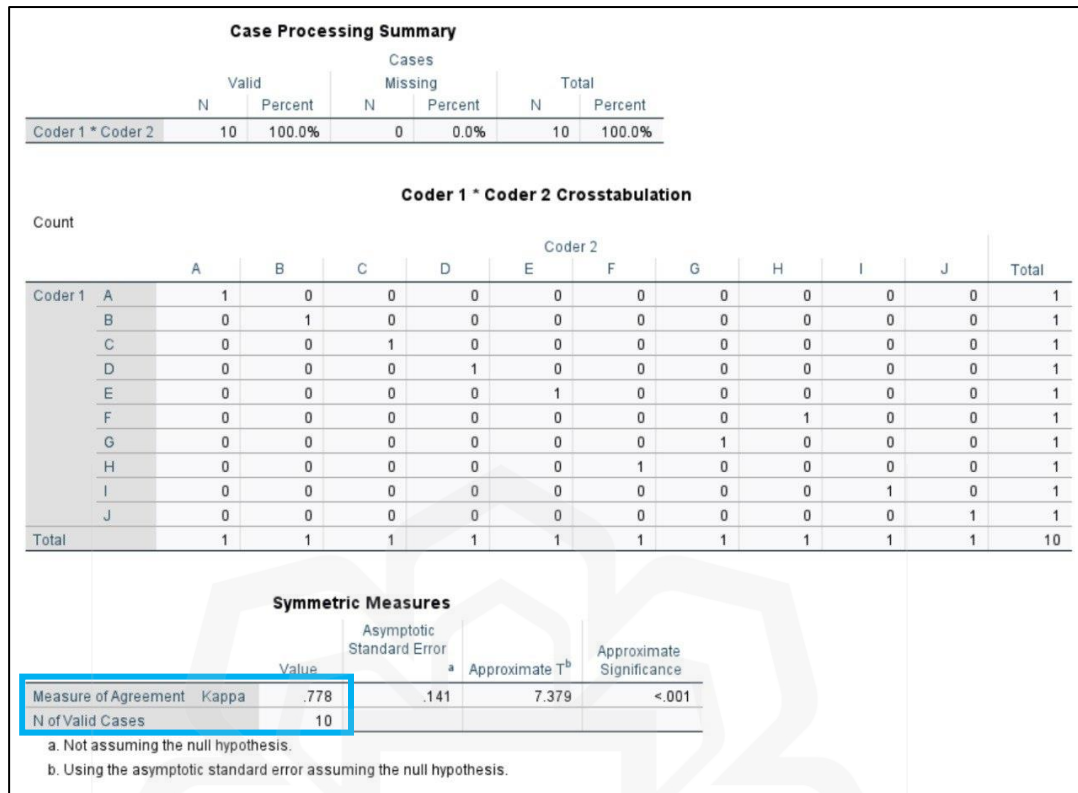 Case Processing Summary
Cases
Valid Missing Total
N Percent N Percent N Percent
Coder 1 * Coder 2 10 100.0% 0 0.0% 10 100.0%
Coder 1 * Coder 2 Crosstabulation
Count
Coder 2
A B C D E F G H I J Total
Coder 1 A 1 0 0 0 0 0 0 0 0 0 1
B 0 1 0 0 0 0 0 0 0 0 1
C 0 0 1 0 0 0 0 0 0 0 1
D 0 0 0 1 0 0 0 0 0 0 1
E 0 0 0 0 1 0 0 0 0 0 1
F 0 0 0 0 0 0 0 1 0 0 1
G 0 0 0 0 0 0 1 0 0 0 1
H 0 0 0 0 0 1 0 0 0 0 1
I 0 0 0 0 0 0 0 0 1 0 1
J 0 0 0 0 0 0 0 0 0 1 1
Total 1 1 1 1 1 1 1 1 1 1 10
Symmetric Measures
Asymptotic
Standard Error Approximate
Value a Approximate Tb Significance
Measure of Agreement Kappa .778 .141 7.379 <.001
N of Valid Cases 10
a. Not assuming the null hypothesis.
b. Using the asymptotic standard error assuming the null hypothesis.